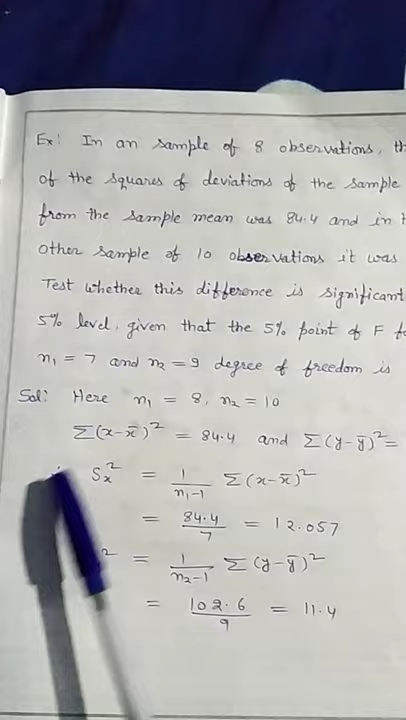 Ex: In an sample of 8 observations, th
of the squares of deviations of the sample
from the sample mean was 84.4 and in t
other sample of 10 observations it was
Test whether this difference is significant
5% level, given that the 5% point of F fo
n₁ = 7 and n₂ = 9 degree of freedom is
Sol: Here n₁ = 8, n₂ = 10
Σ(x-x̄)² = 84.4 and Σ(y-ȳ)² =
Sₓ² = 1/(n₁-1) Σ(x-x̄)²
= 84.4/7 = 12.057
² = 1/(n₂-1) Σ(y-ȳ)²
= 102.6/9 = 11.4